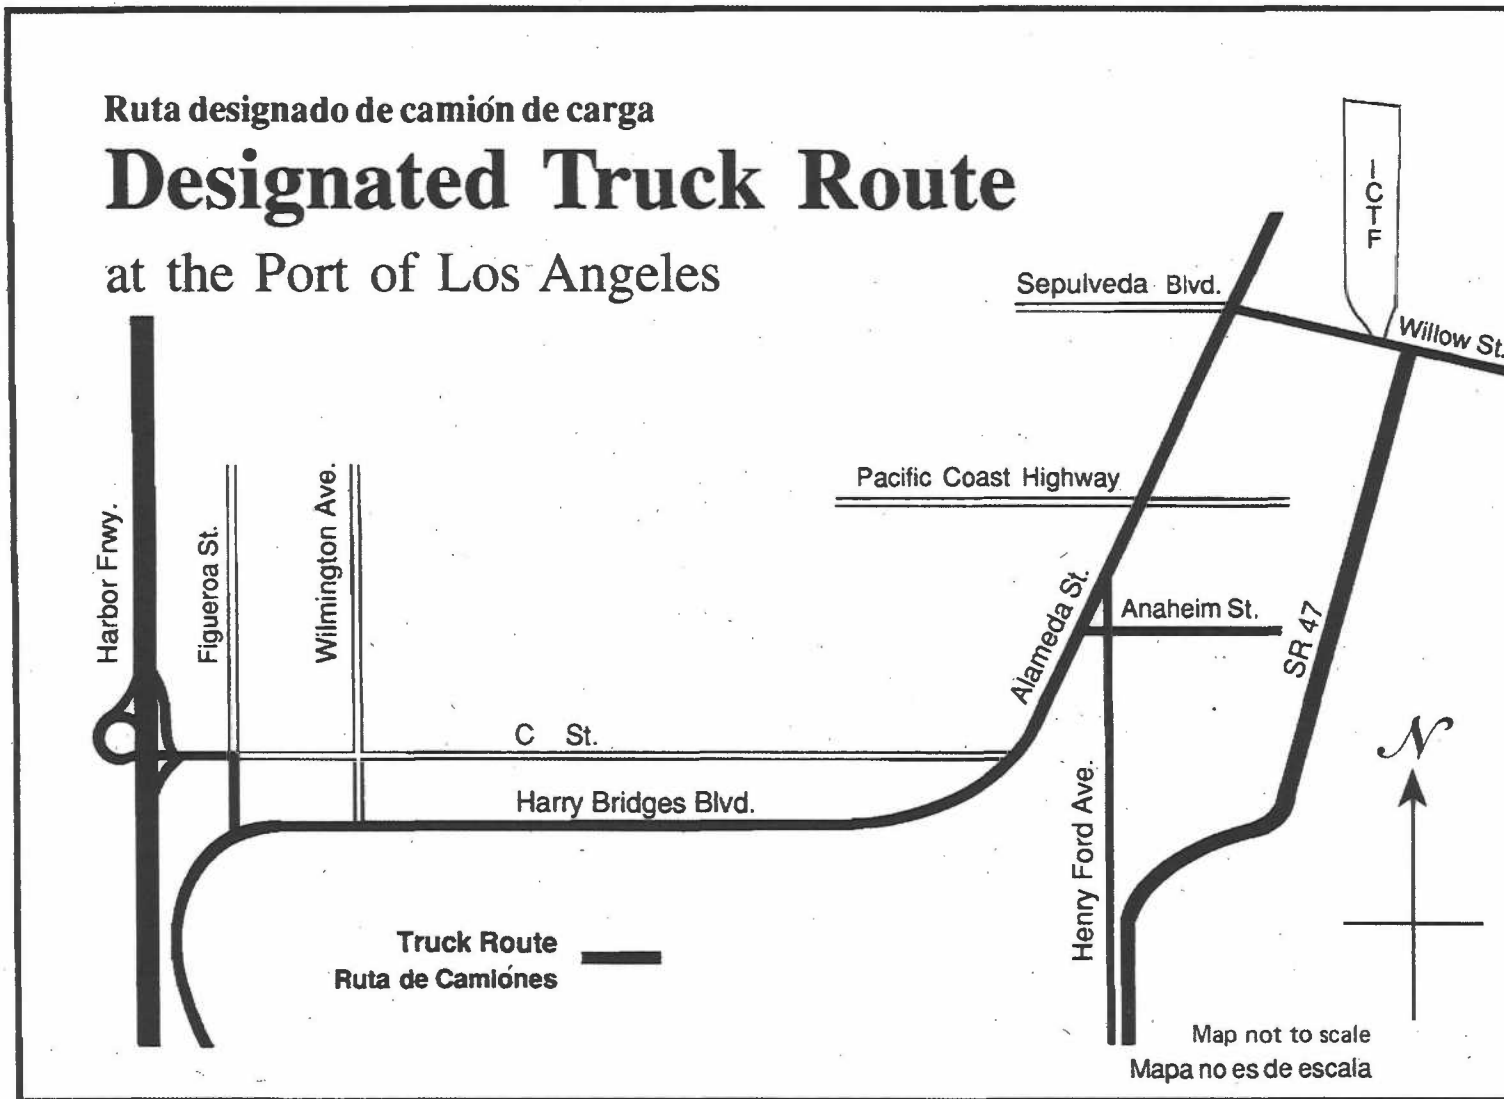 Ruta designado de camión de carga
Designated Truck Route
at the Port of Los Angeles
ICTF
Sepulveda Blvd.
Willow St.
Pacific Coast Highway
Harbor Frwy.
Figueroa St.
Wilmington Ave.
Alameda St.
Anaheim St.
SR 47
C St.
Harry Bridges Blvd.
Henry Ford Ave.
N
Truck Route
Ruta de Camiónes
Map not to scale
Mapa no es de escala